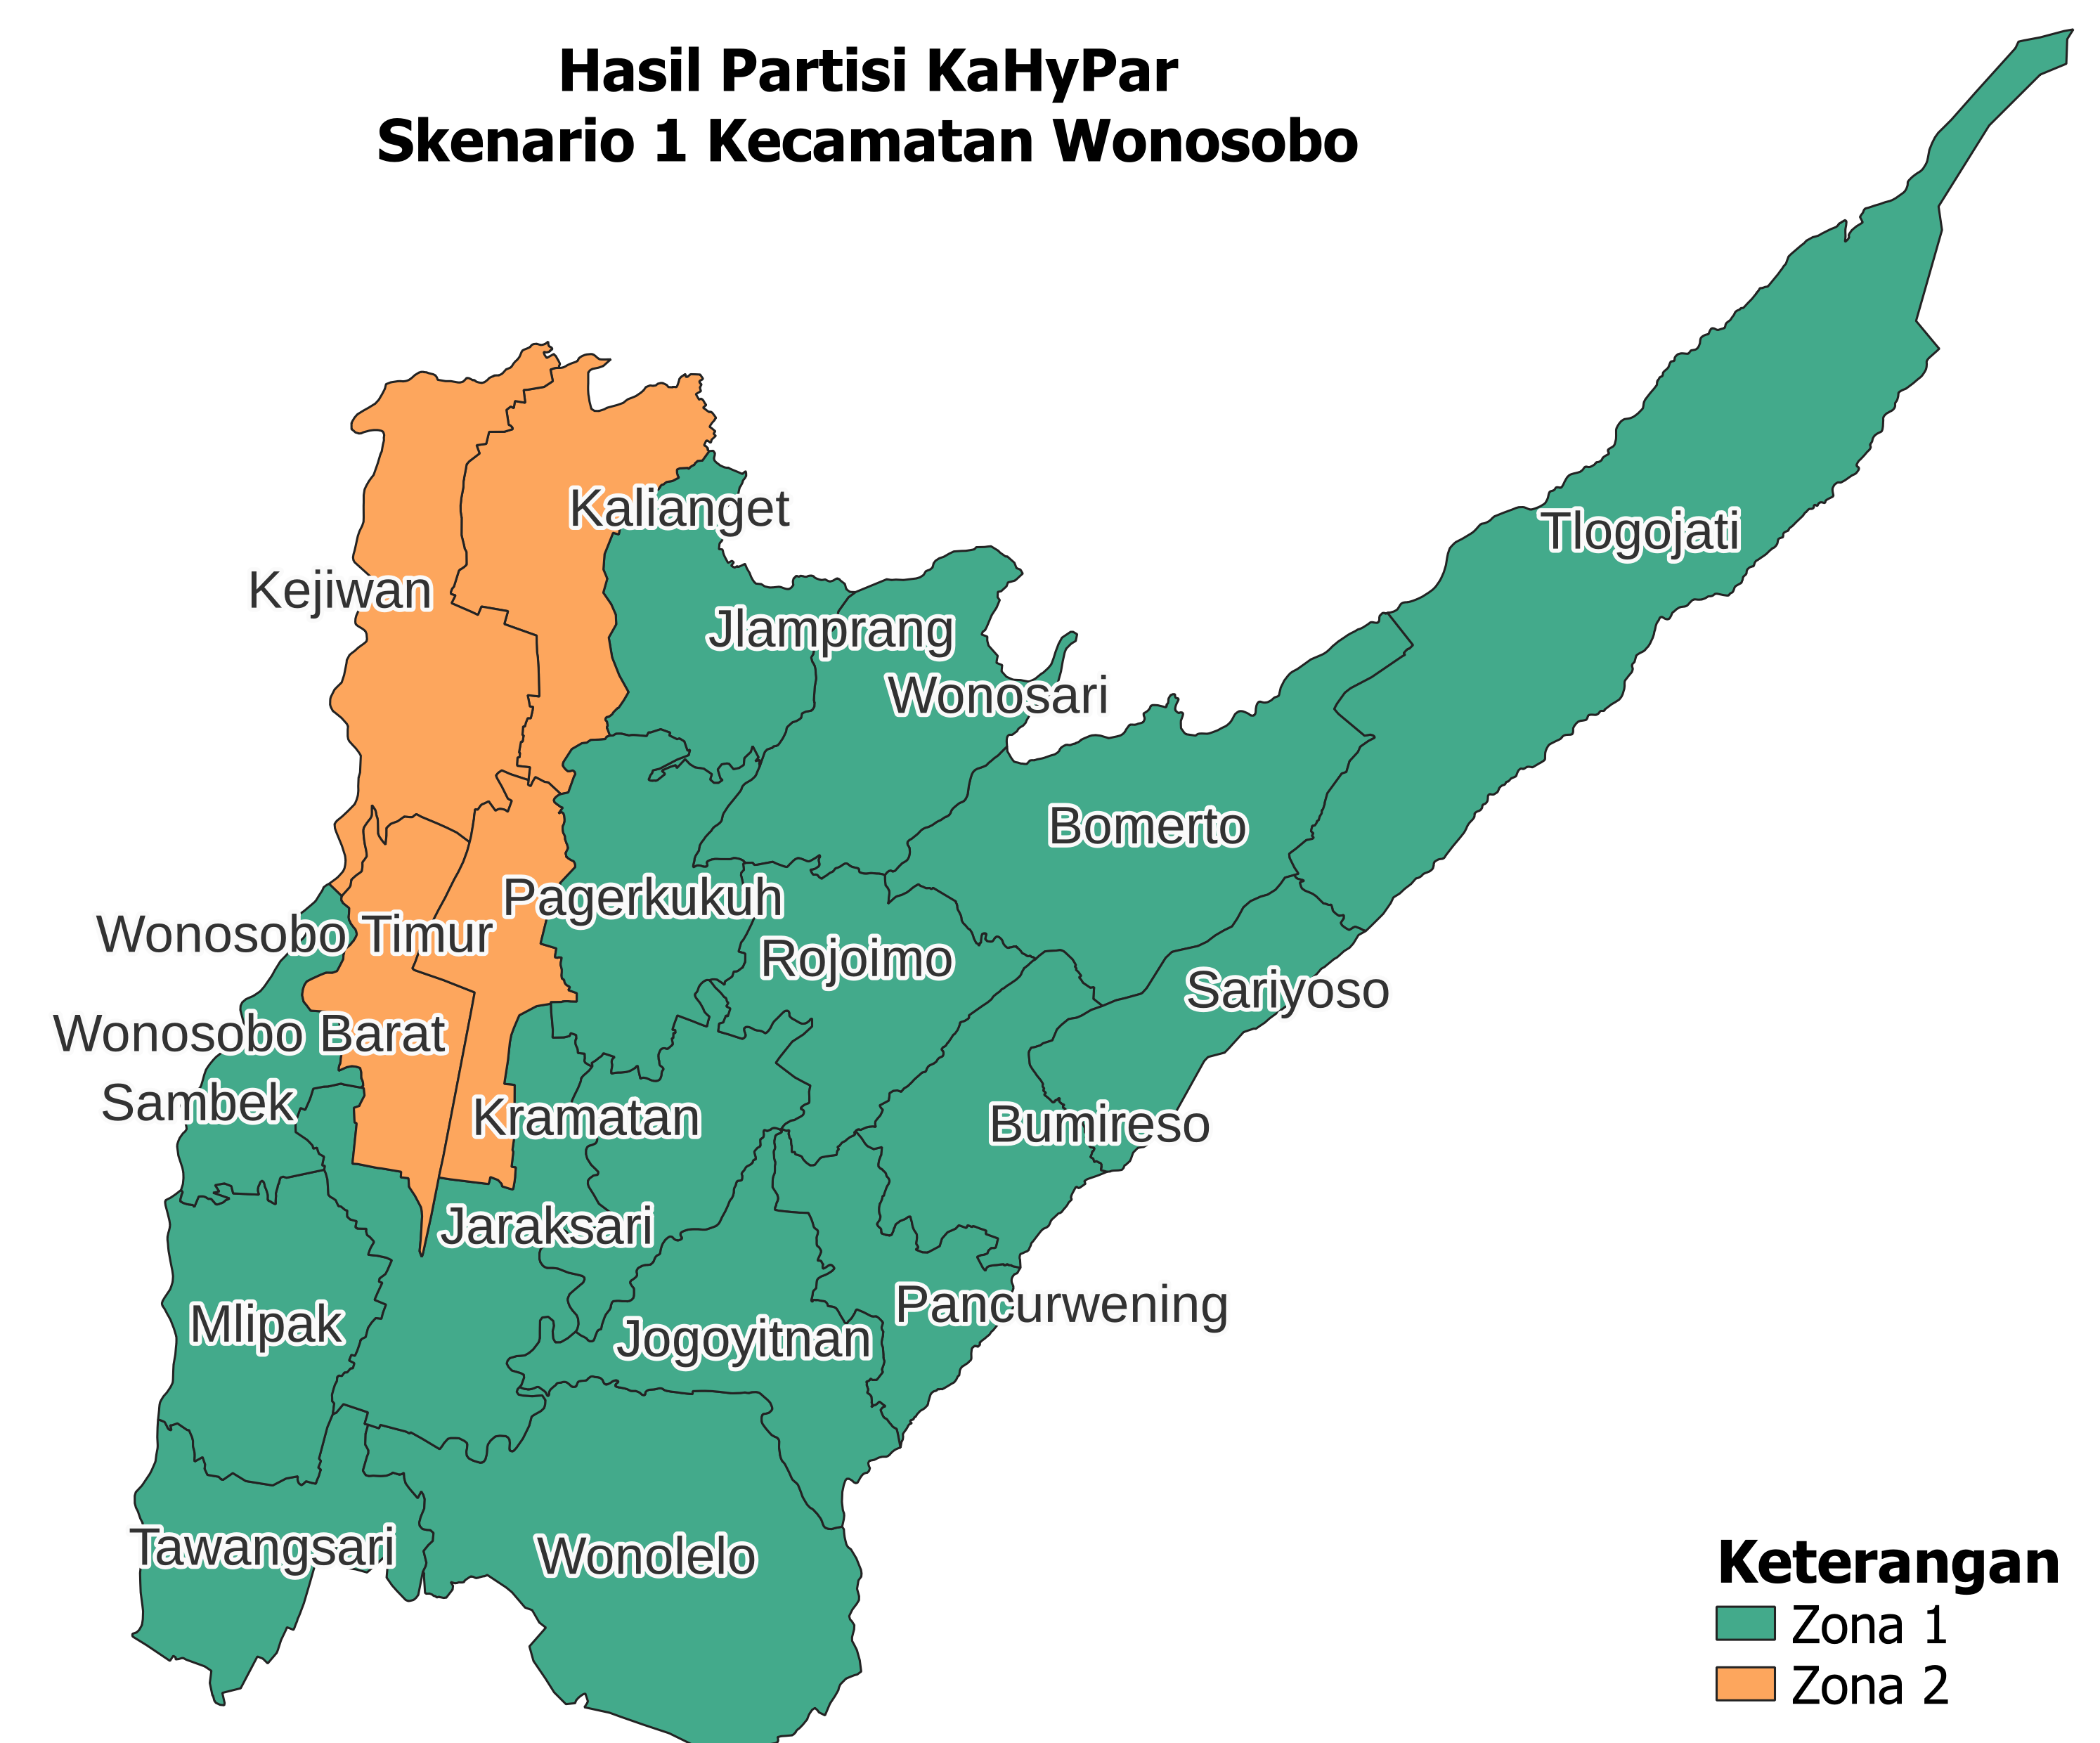 Hasil Partisi KaHyPar
Skenario 1 Kecamatan Wonosobo
Kalianget
Tlogojati
Kejiwan
Jlamprang
Wonosari
Bomerto
Pagerkukuh
Wonosobo Timur
Rojoimo
Sariyoso
Wonosobo Barat
Sambek
Kramatan
Bumireso
Jaraksari
Pancurwening
Mlipak
Jogoyitnan
Tawangsari
Wonolelo
Keterangan
Zona 1
Zona 2